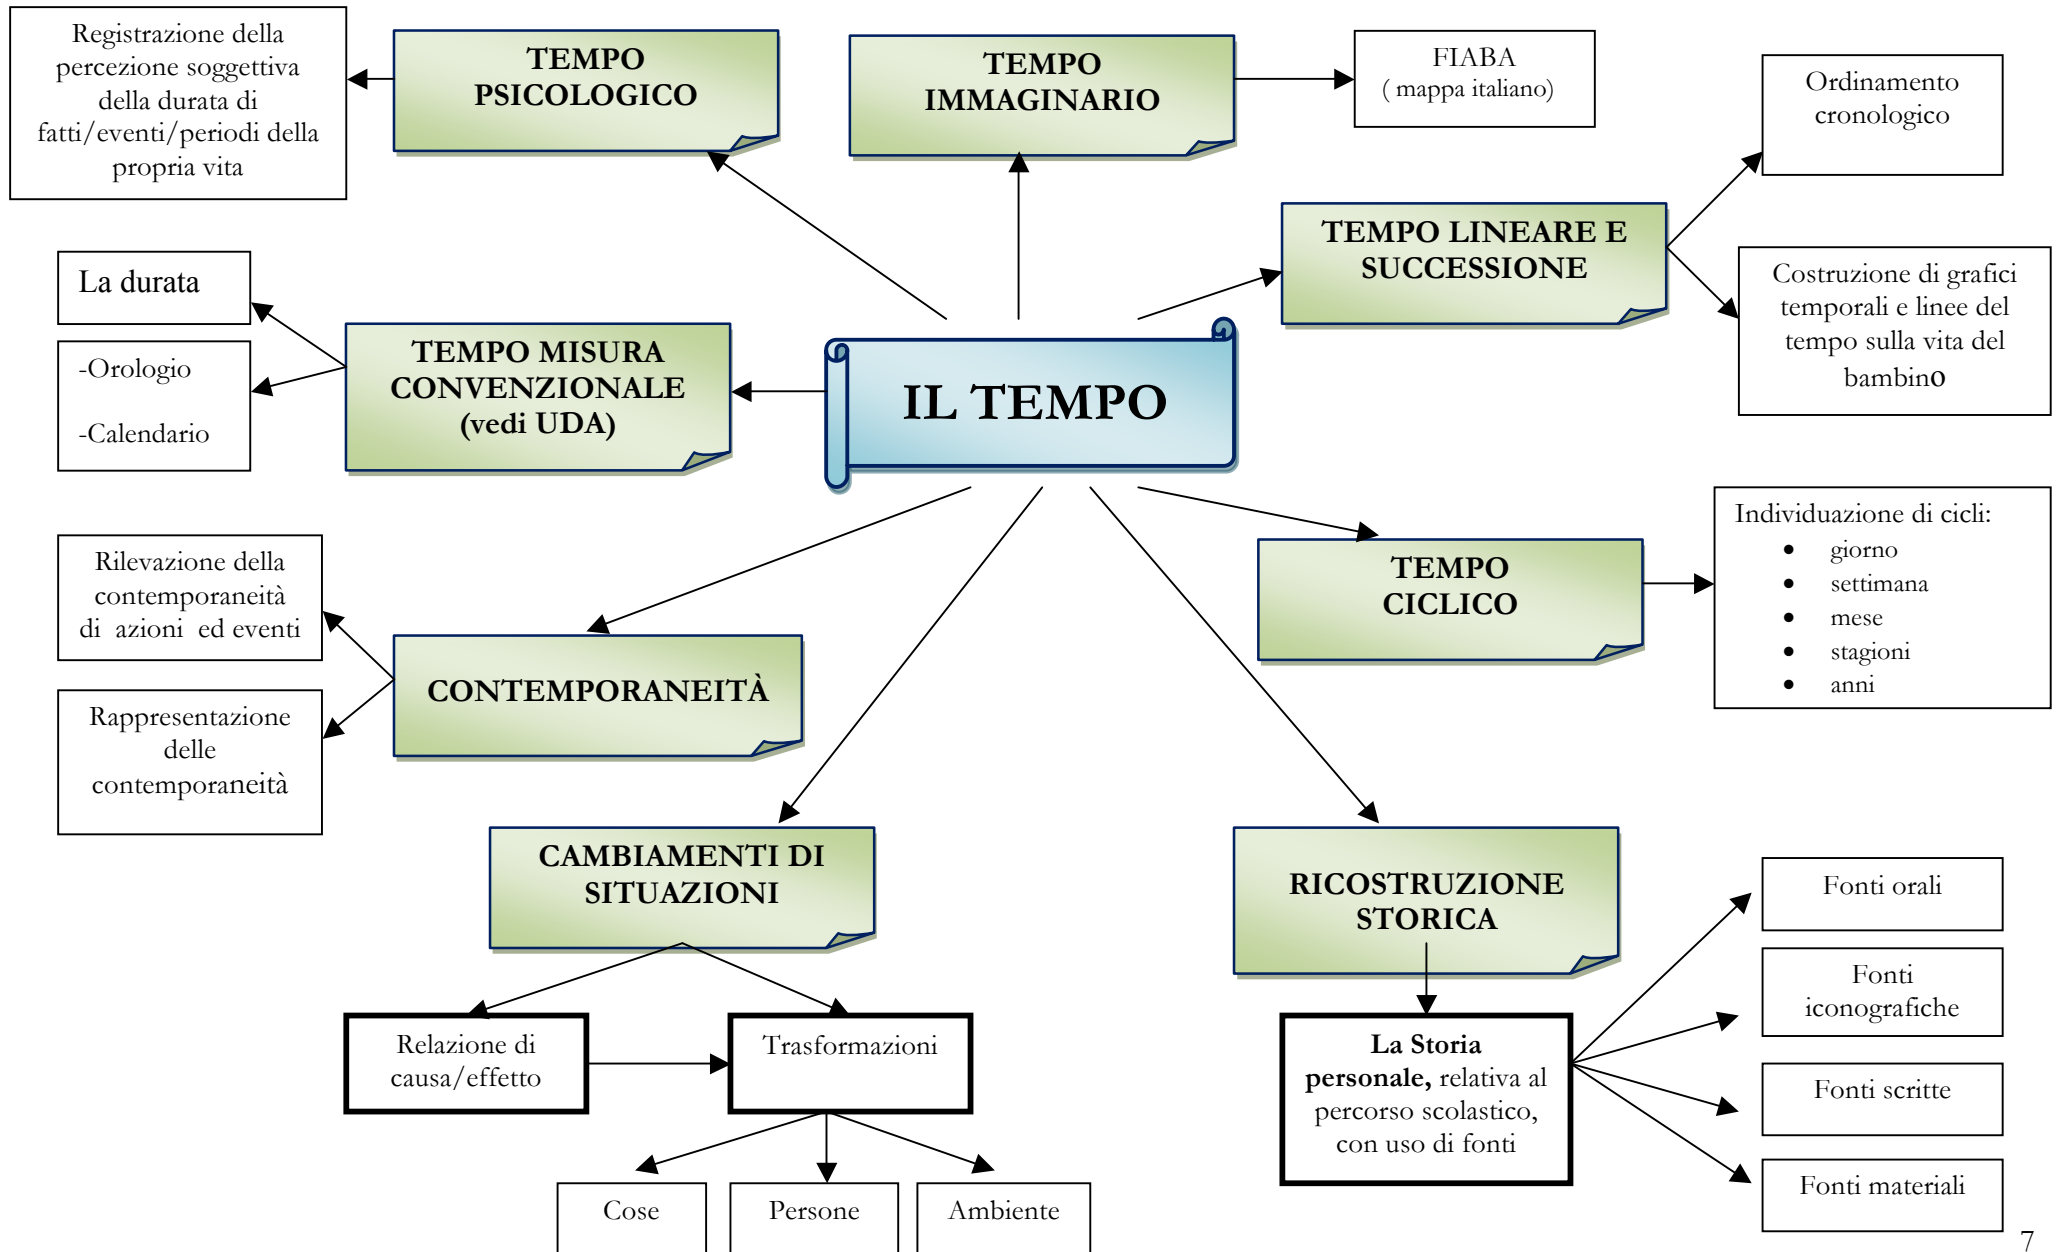 Registrazione della
percezione soggettiva
della durata di
fatti/eventi/periodi della
propria vita
TEMPO
PSICOLOGICO
TEMPO
IMMAGINARIO
FIABA
( mappa italiano)
Ordinamento
cronologico
TEMPO LINEARE E
SUCCESSIONE
Costruzione di grafici
temporali e linee del
tempo sulla vita del
bambino
La durata
-Orologio
-Calendario
TEMPO MISURA
CONVENZIONALE
(vedi UDA)
IL TEMPO
Rilevazione della
contemporaneità
di azioni ed eventi
Rappresentazione
delle
contemporaneità
CONTEMPORANEITÀ
TEMPO
CICLICO
Individuazione di cicli:
• giorno
• settimana
• mese
• stagioni
• anni
CAMBIAMENTI DI
SITUAZIONI
Relazione di
causa/effetto
Trasformazioni
Cose
Persone
Ambiente
RICOSTRUZIONE
STORICA
La Storia
personale, relativa al
percorso scolastico,
con uso di fonti
Fonti orali
Fonti
iconografiche
Fonti scritte
Fonti materiali
7